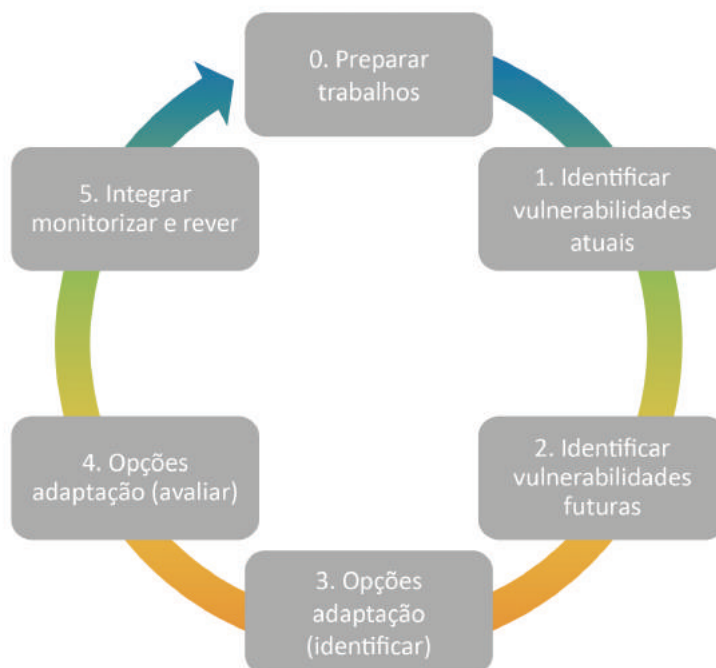 0. Preparar
trabalhos
1. Identificar
vulnerabilidades
atuais
2. Identificar
vulnerabilidades
futuras
3. Opções
adaptação
(identificar)
4. Opções
adaptação (avaliar)
5. Integrar
monitorizar e rever